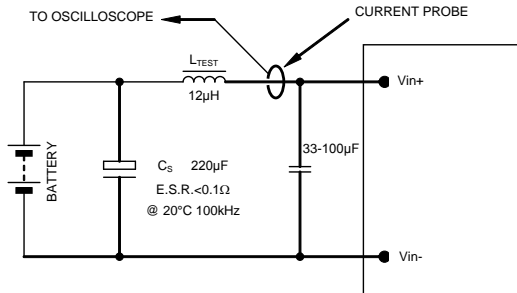 TO OSCILLOSCOPE
CURRENT PROBE
LTEST
12µH
Vin+
33-100µF
BATTERY
CS 220µF
E.S.R.<0.1Ω
@ 20°C 100kHz
Vin-